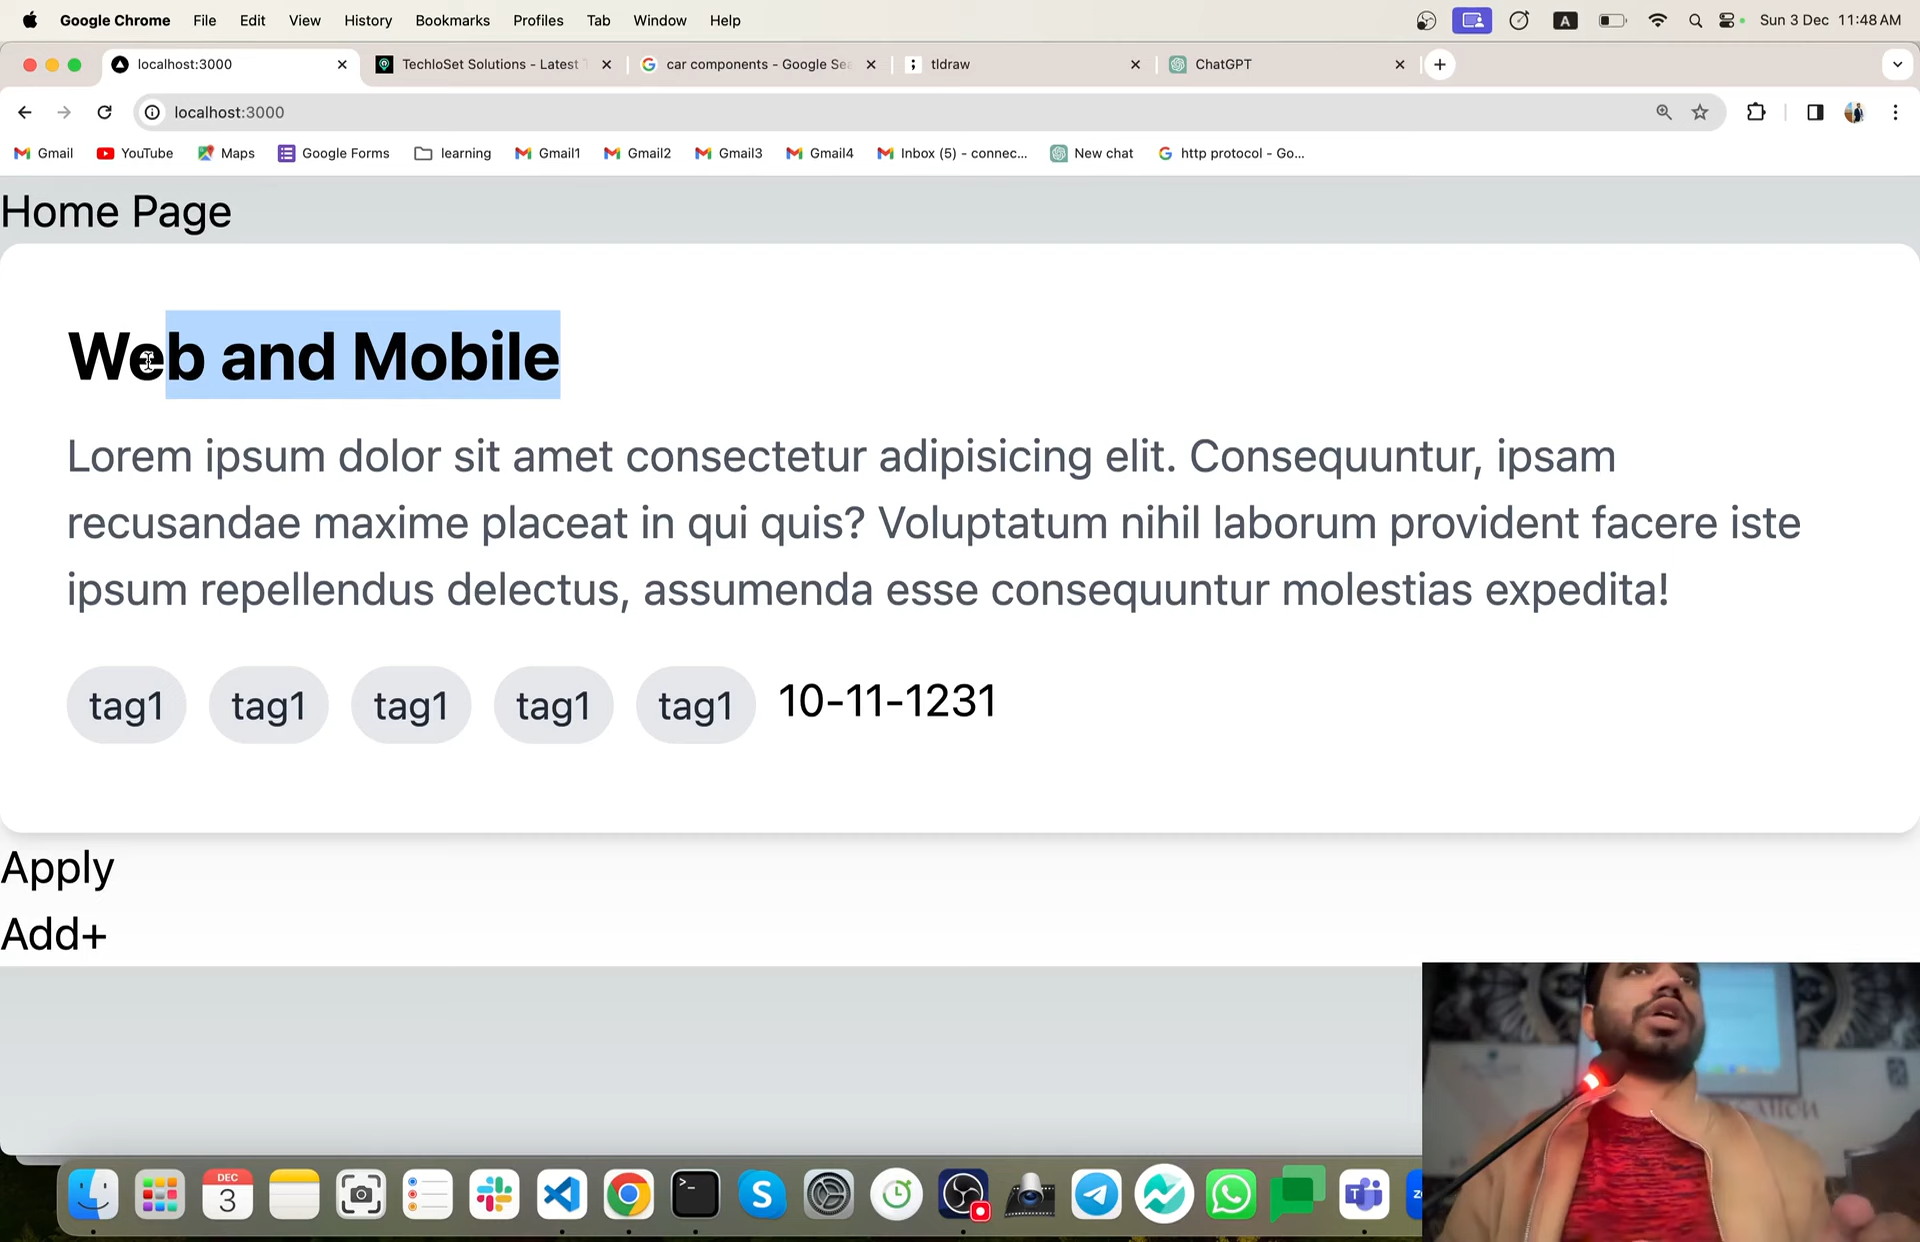 Google Chrome File Edit View History Bookmarks Profiles Tab Window Help A Sun 3 Dec 11:48 AM
localhost:3000 TechloSet Solutions - Latest car components - Google Sea tldraw ChatGPT
localhost:3000
Gmail YouTube Maps Google Forms learning Gmail1 Gmail2 Gmail3 Gmail4 Inbox (5) - connec... New chat http protocol - Go...
Home Page
Web and Mobile
Lorem ipsum dolor sit amet consectetur adipisicing elit. Consequuntur, ipsam
recusandae maxime placeat in qui quis? Voluptatum nihil laborum provident facere iste
ipsum repellendus delectus, assumenda esse consequuntur molestias expedita!
tag1 tag1 tag1 tag1 tag1 10-11-1231
Apply
Add+
DEC
3